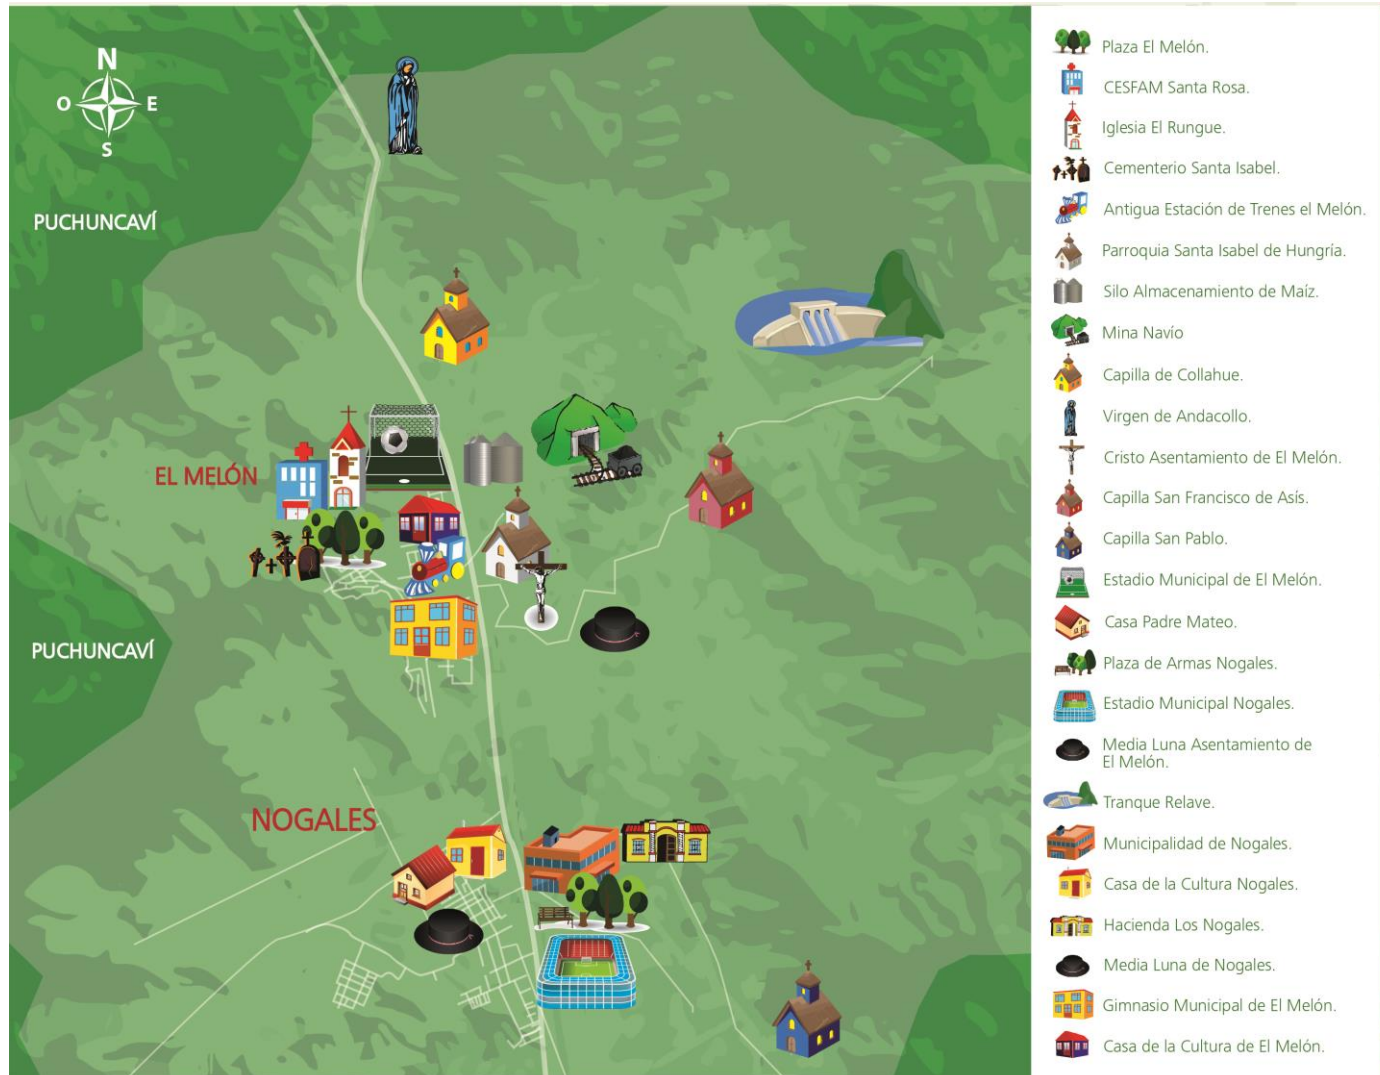 N
O
E
S
PUCHUNCAVÍ
EL MELÓN
PUCHUNCAVÍ
NOGALES
Plaza El Melón.
CESFAM Santa Rosa.
Iglesia El Rungue.
Cementerio Santa Isabel.
Antigua Estación de Trenes el Melón.
Parroquia Santa Isabel de Hungría.
Silo Almacenamiento de Maíz.
Mina Navío
Capilla de Collahue.
Virgen de Andacollo.
Cristo Asentamiento de El Melón.
Capilla San Francisco de Asís.
Capilla San Pablo.
Estadio Municipal de El Melón.
Casa Padre Mateo.
Plaza de Armas Nogales.
Estadio Municipal Nogales.
Media Luna Asentamiento de
El Melón.
Tranque Relave.
Municipalidad de Nogales.
Casa de la Cultura Nogales.
Hacienda Los Nogales.
Media Luna de Nogales.
Gimnasio Municipal de El Melón.
Casa de la Cultura de El Melón.